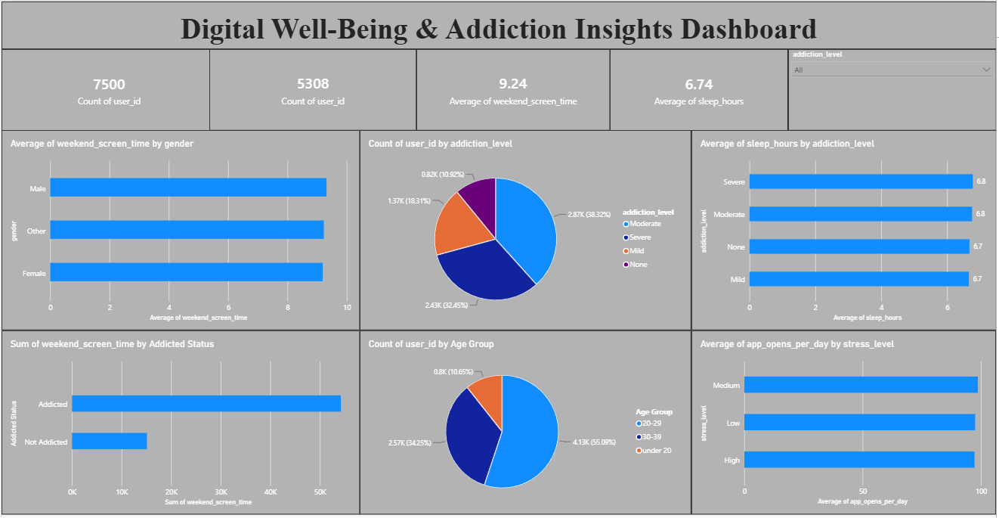 Digital Well-Being & Addiction Insights Dashboard
7500
Count of user_id
5308
Count of user_id
9.24
Average of weekend_screen_time
6.74
Average of sleep_hours
addiction_level
All
Average of weekend_screen_time by gender
gender
Male
Other
Female
0 2 4 6 8 10
Average of weekend_screen_time
Count of user_id by addiction_level
0.82K (10.92%)
1.37K (18.31%)
2.87K (38.32%)
2.43K (32.45%)
addiction_level
Moderate
Severe
Mild
None
Average of sleep_hours by addiction_level
addiction_level
Severe 6.8
Moderate 6.8
None 6.7
Mild 6.7
0 2 4 6
Average of sleep_hours
Sum of weekend_screen_time by Addicted Status
Addicted Status
Addicted
Not Addicted
0K 10K 20K 30K 40K 50K
Sum of weekend_screen_time
Count of user_id by Age Group
0.8K (10.65%)
2.57K (34.25%)
4.13K (55.09%)
Age Group
20-29
30-39
under 20
Average of app_opens_per_day by stress_level
stress_level
Medium
Low
High
0 50 100
Average of app_opens_per_day